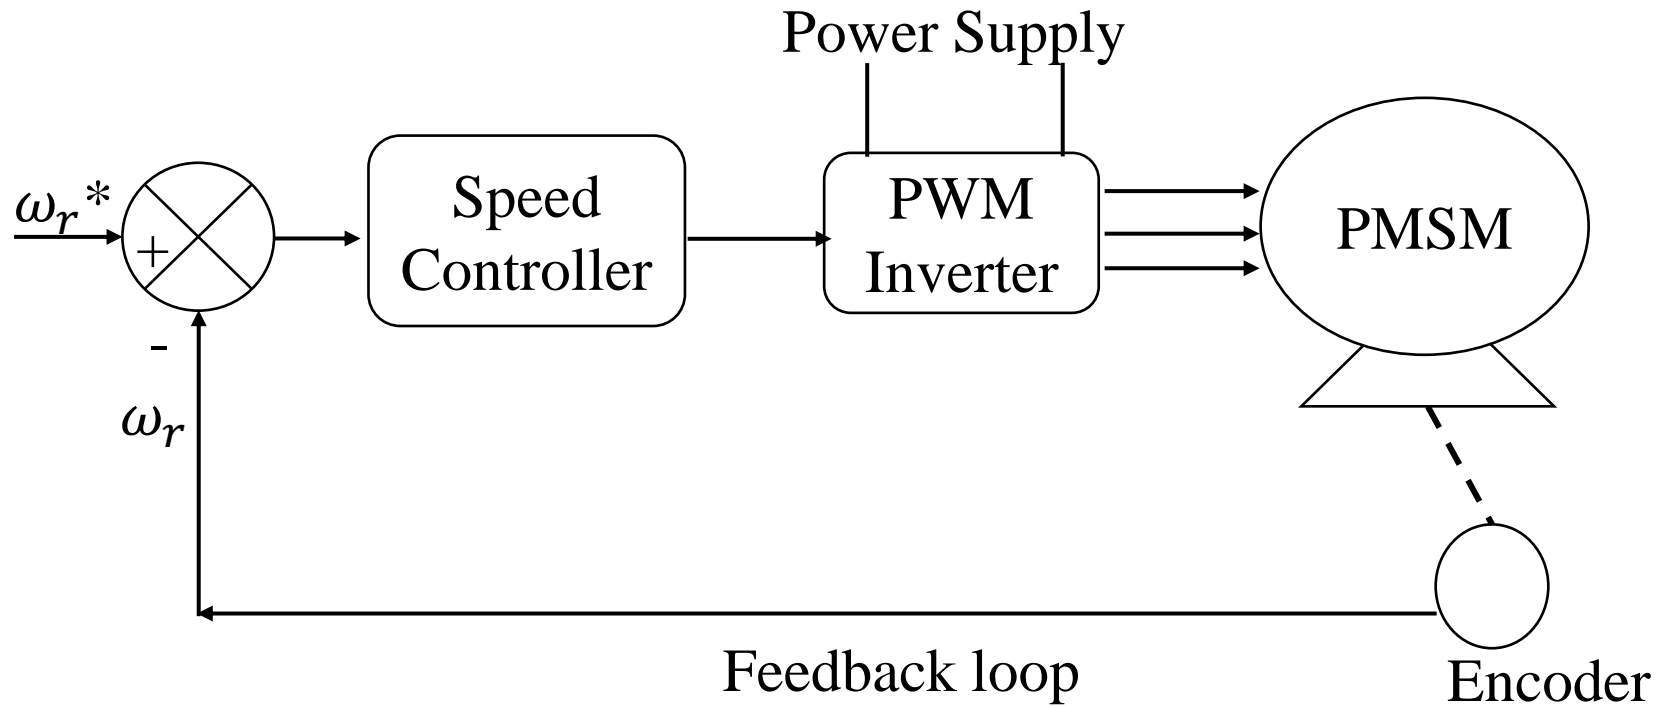 Power Supply
ωᵣ*
+
Speed
Controller
PWM
Inverter
PMSM
-
ωᵣ
Feedback loop
Encoder